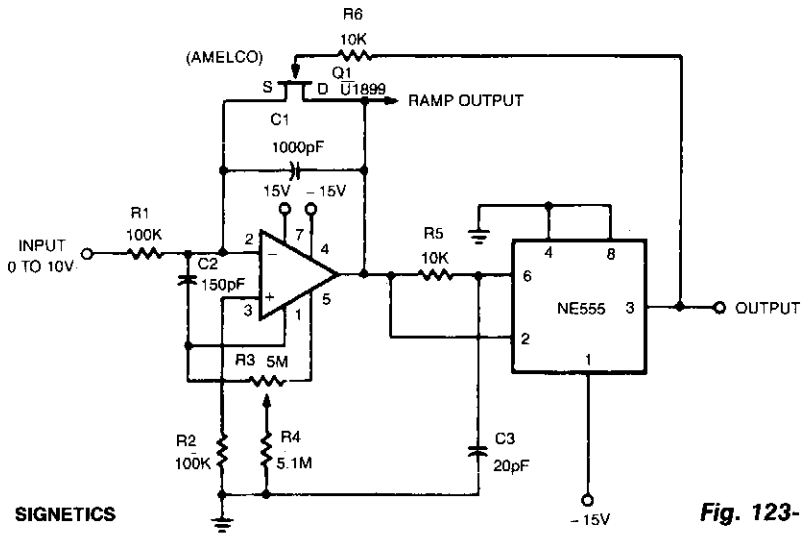 R6
10K
(AMELCO)
Q1
U1899
S
D
RAMP OUTPUT
C1
1000pF
15V
– 15V
R1
100K
INPUT
0 TO 10V
2
7
4
C2
150pF
3
1
5
R3 5M
R5
10K
4
8
6
NE555
3
OUTPUT
2
1
R2
100K
R4
5.1M
C3
20pF
– 15V
SIGNETICS
Fig. 123-